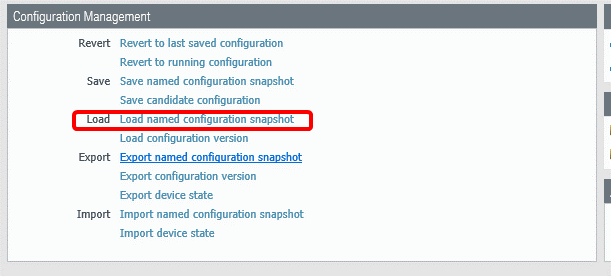 Configuration Management
Revert Revert to last saved configuration
Revert to running configuration
Save Save named configuration snapshot
Save candidate configuration
Load Load named configuration snapshot
Load configuration version
Export Export named configuration snapshot
Export configuration version
Export device state
Import Import named configuration snapshot
Import device state